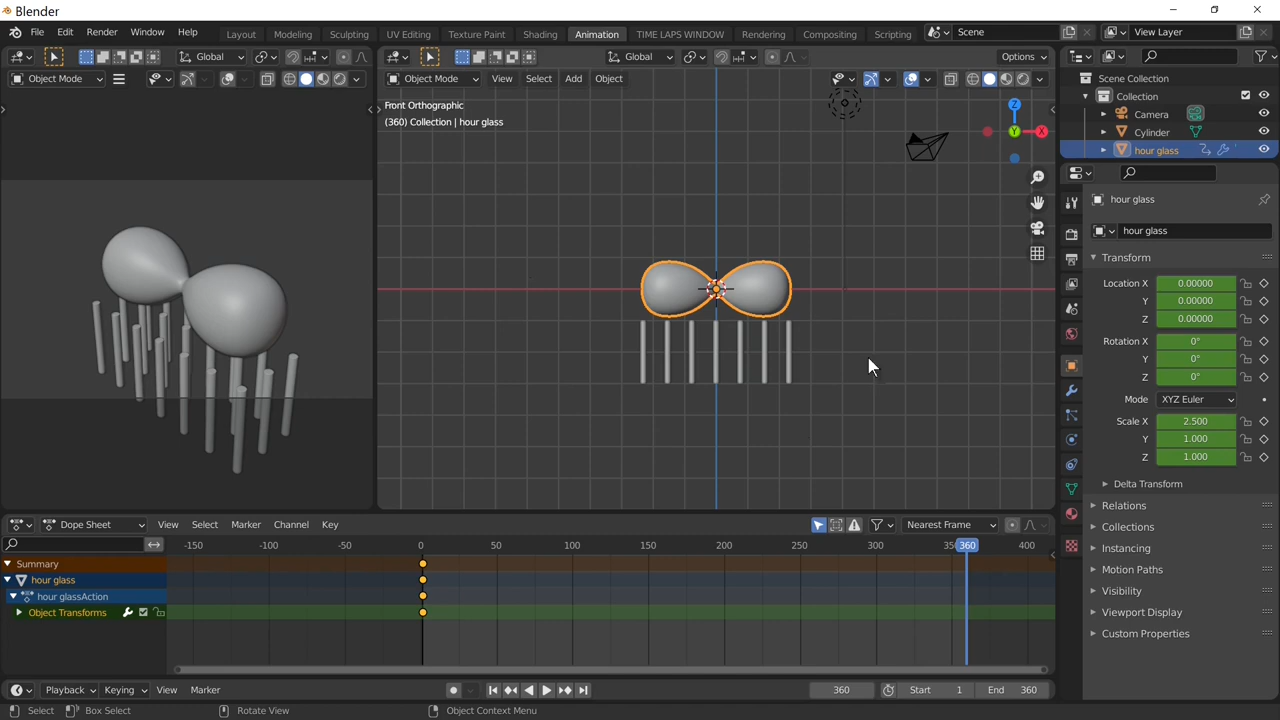 Blender
File Edit Render Window Help
Layout Modeling Sculpting UV Editing Texture Paint Shading Animation TIME LAPS WINDOW Rendering Compositing Scripting
Scene
View Layer
Global
Global
Options
Object Mode
Object Mode View Select Add Object
Front Orthographic
(360) Collection | hour glass
Z
Y
X
Scene Collection
Collection
Camera
Cylinder
hour glass
hour glass
hour glass
Transform
Location X 0.00000
Y 0.00000
Z 0.00000
Rotation X 0°
Y 0°
Z 0°
Mode XYZ Euler
Scale X 2.500
Y 1.000
Z 1.000
Delta Transform
Relations
Collections
Instancing
Motion Paths
Visibility
Viewport Display
Custom Properties
Dope Sheet View Select Marker Channel Key Nearest Frame
-150 -100 -50 0 50 100 150 200 250 300 35 360 400
Summary
hour glass
hour glassAction
Object Transforms
Playback Keying View Marker 360 Start 1 End 360
Select Box Select Rotate View Object Context Menu